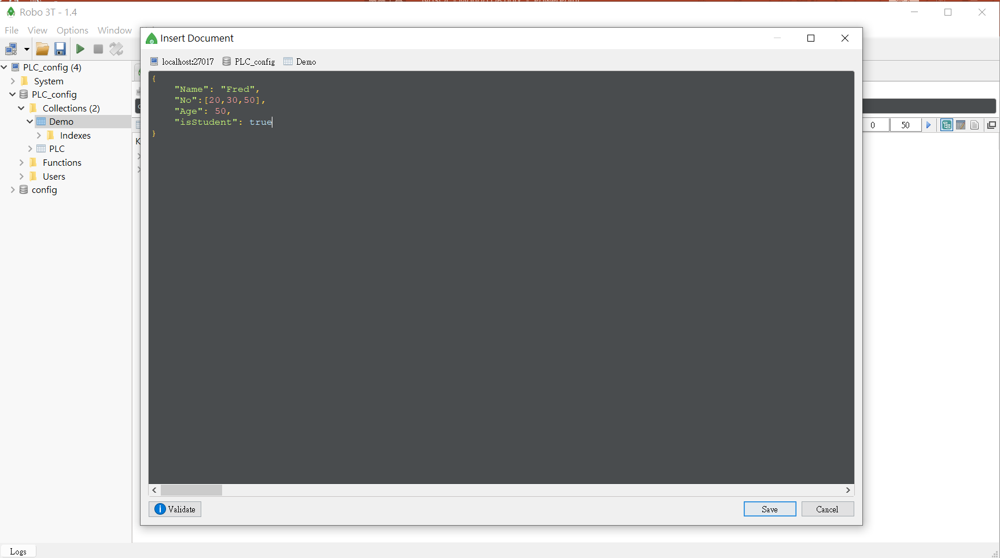 Robo 3T - 1.4
File View Options Window
Insert Document
localhost:27017 PLC_config Demo
{
"Name": "Fred",
"No":[20,30,50],
"Age": 50,
"isStudent": true
}
PLC_config (4)
System
PLC_config
Collections (2)
Demo
Indexes
PLC
Functions
Users
config
0 50
Validate
Save
Cancel
Logs